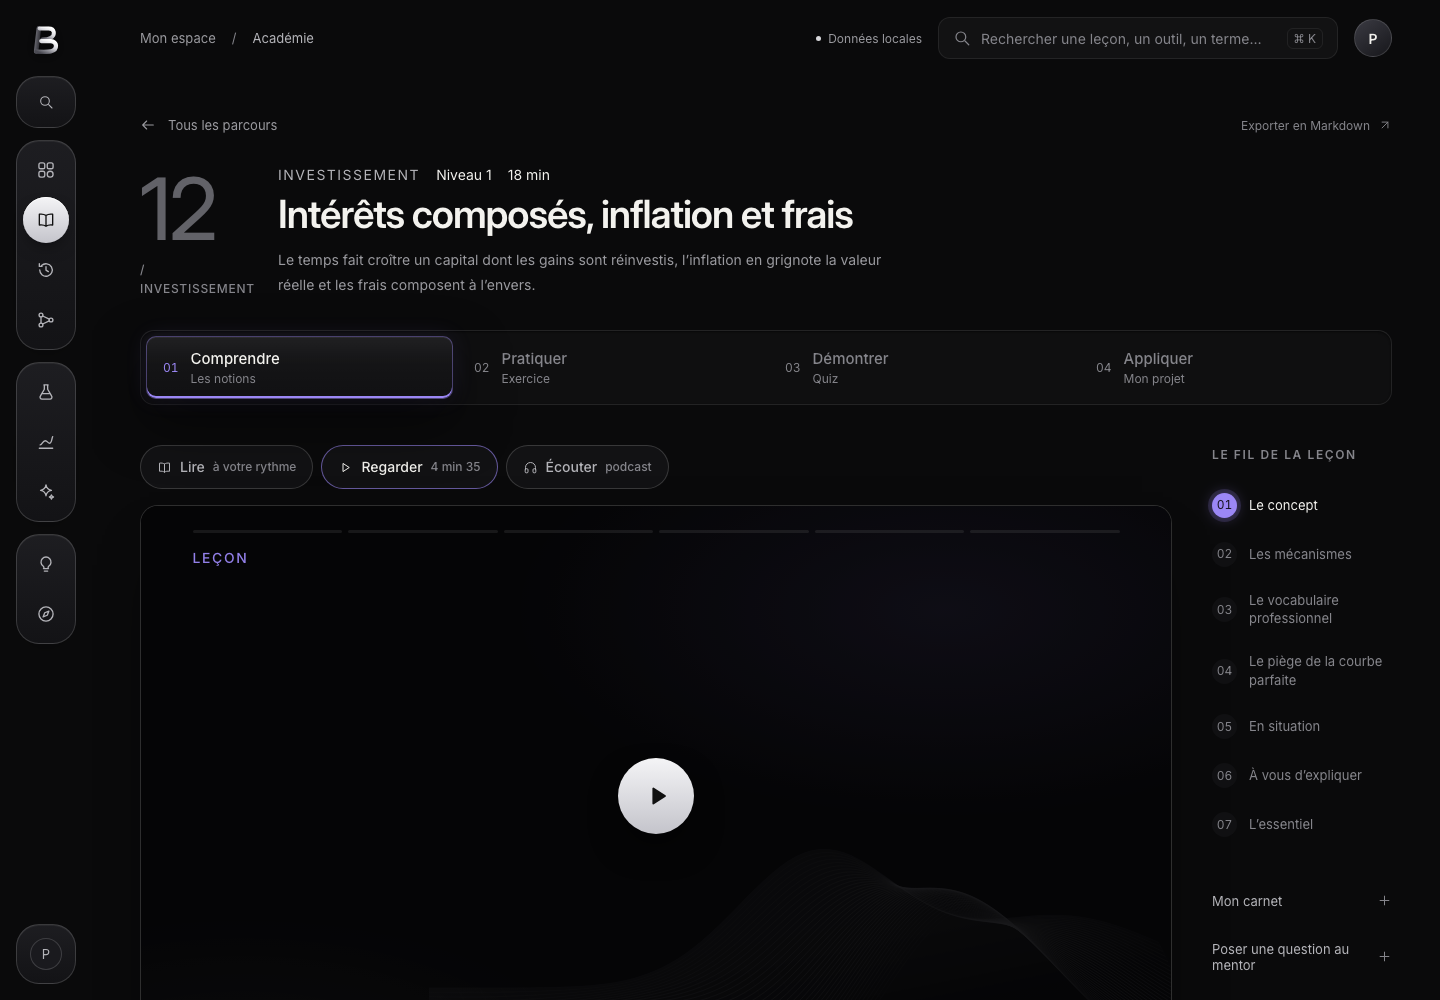 B
Mon espace / Académie
Données locales
Rechercher une leçon, un outil, un terme...
⌘ K
P
Tous les parcours
Exporter en Markdown
12
/
INVESTISSEMENT
INVESTISSEMENT Niveau 1 18 min
Intérêts composés, inflation et frais
Le temps fait croître un capital dont les gains sont réinvestis, l’inflation en grignote la valeur
réelle et les frais composent à l’envers.
01 Comprendre
Les notions
02 Pratiquer
Exercice
03 Démontrer
Quiz
04 Appliquer
Mon projet
Lire à votre rythme
Regarder 4 min 35
Écouter podcast
LEÇON
LE FIL DE LA LEÇON
01 Le concept
02 Les mécanismes
03 Le vocabulaire
professionnel
04 Le piège de la courbe
parfaite
05 En situation
06 À vous d’expliquer
07 L’essentiel
Mon carnet +
Poser une question au
mentor +
P